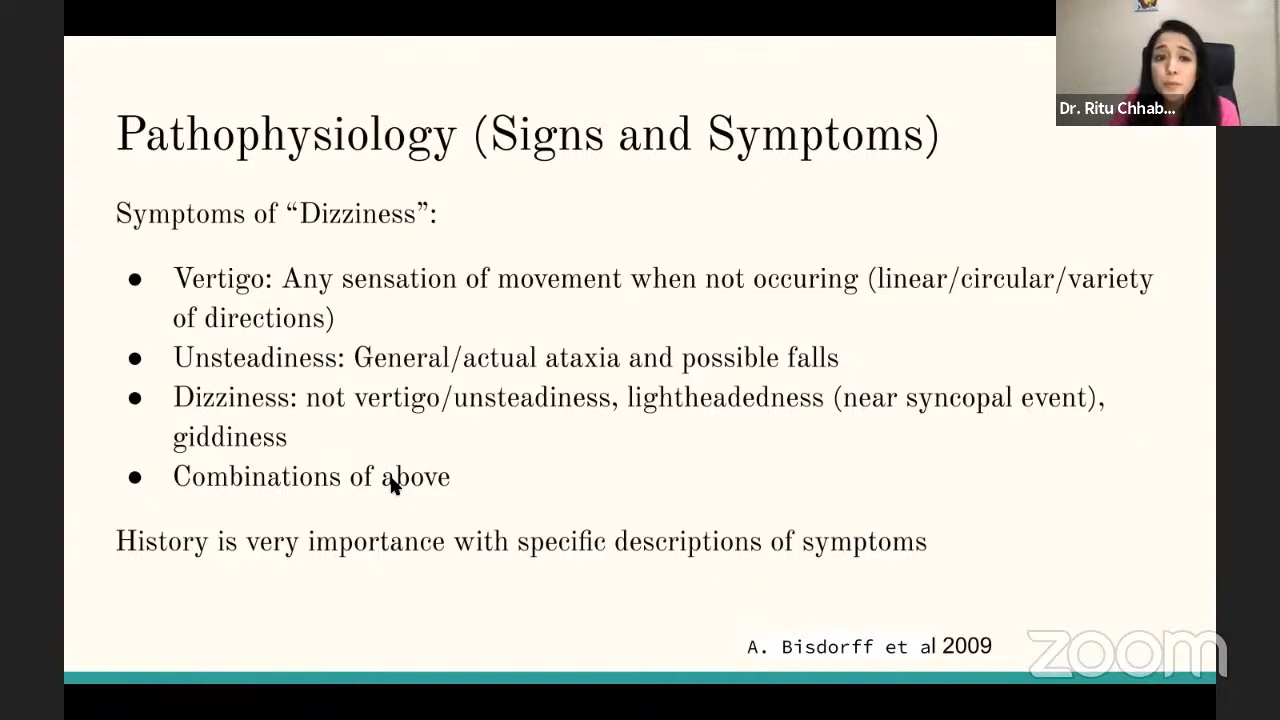 Dr. Ritu Chhab...
Pathophysiology (Signs and Symptoms)
Symptoms of “Dizziness”:
● Vertigo: Any sensation of movement when not occuring (linear/circular/variety
of directions)
● Unsteadiness: General/actual ataxia and possible falls
● Dizziness: not vertigo/unsteadiness, lightheadedness (near syncopal event),
giddiness
● Combinations of above
History is very importance with specific descriptions of symptoms
A. Bisdorff et al 2009
zoom